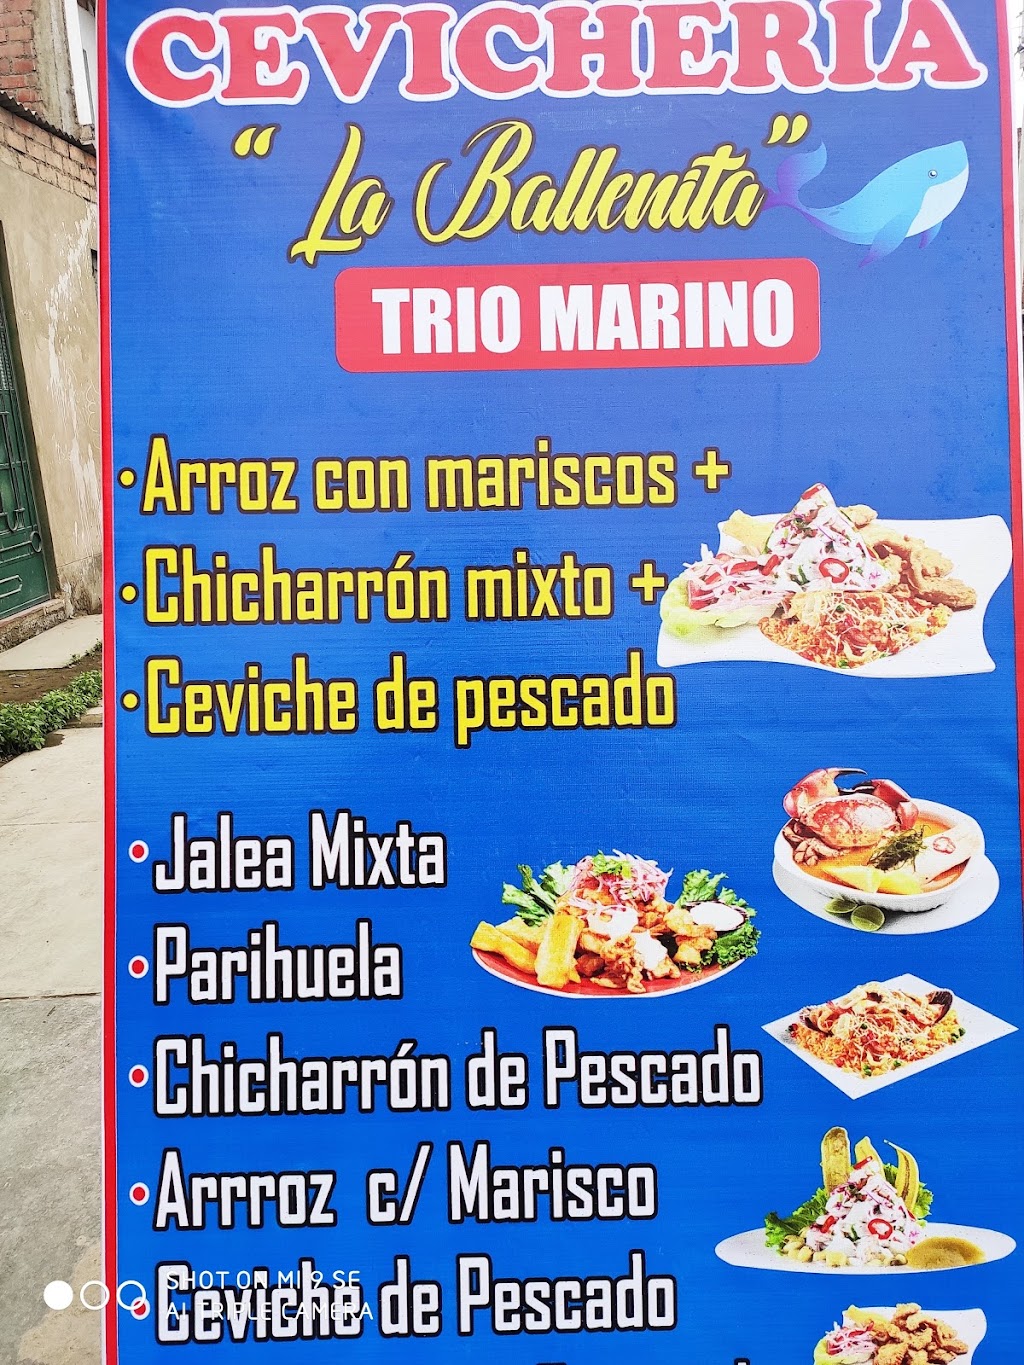 CEVICHERIA
"La Ballenita"
TRIO MARINO
•Arroz con mariscos +
•Chicharrón mixto +
•Ceviche de pescado
•Jalea Mixta
•Parihuela
•Chicharrón de Pescado
•Arrroz c/ Marisco
•Ceviche de Pescado
SHOT ON MI 9 SE
AI TRIPLE CAMERA